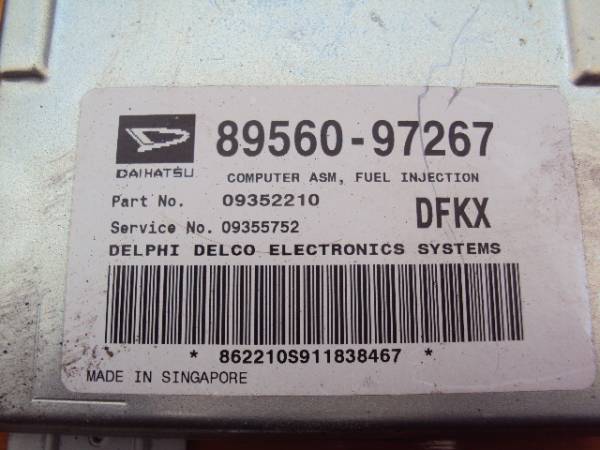 89560-97267
DAIHATSU
COMPUTER ASM, FUEL INJECTION
Part No. 09352210
DFKX
Service No. 09355752
DELPHI DELCO ELECTRONICS SYSTEMS
* 862210S911838467 *
MADE IN SINGAPORE